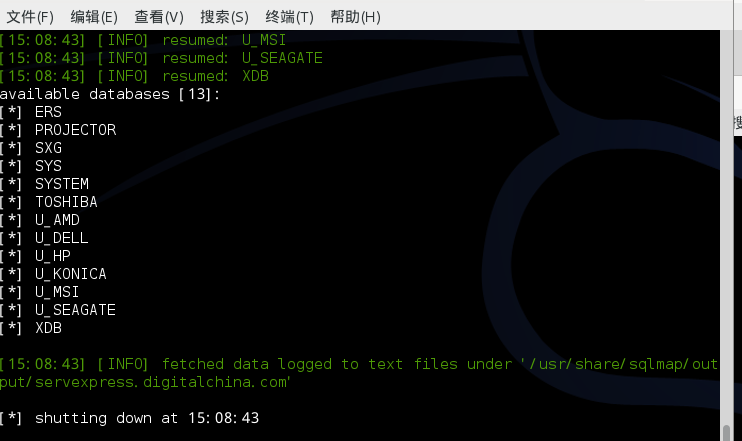 文件(F) 编辑(E) 查看(V) 搜索(S) 终端(T) 帮助(H)
[15:08:43] [INFO] resumed: U_MSI
[15:08:43] [INFO] resumed: U_SEAGATE
[15:08:43] [INFO] resumed: XDB
available databases [13]:
[*] ERS
[*] PROJECTOR
[*] SXG
[*] SYS
[*] SYSTEM
[*] TOSHIBA
[*] U_AMD
[*] U_DELL
[*] U_HP
[*] U_KONICA
[*] U_MSI
[*] U_SEAGATE
[*] XDB
[15:08:43] [INFO] fetched data logged to text files under '/usr/share/sqlmap/out
put/servexpress.digitalchina.com'
[*] shutting down at 15:08:43